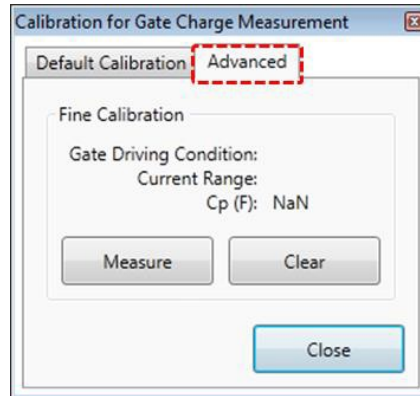 Calibration for Gate Charge Measurement
Default Calibration Advanced
Fine Calibration
Gate Driving Condition:
Current Range:
Cp (F): NaN
Measure Clear
Close